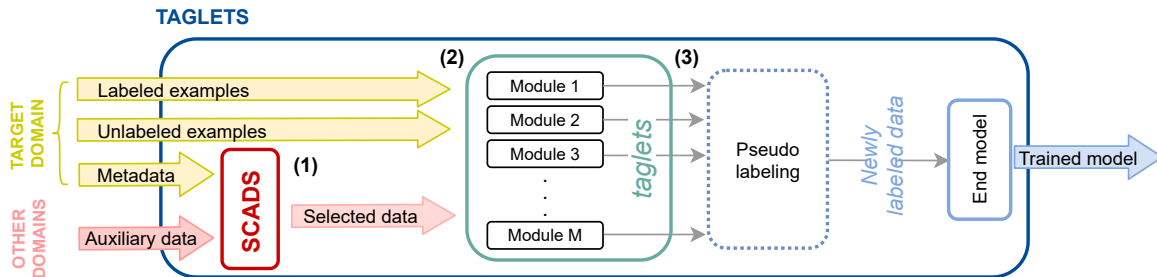 TAGLETS
(2)
(3)
TARGET
DOMAIN
Labeled examples
Unlabeled examples
Metadata
(1)
SCADS
OTHER
DOMAINS
Auxiliary data
Selected data
Module 1
Module 2
Module 3
.
.
.
Module M
taglets
Pseudo
labeling
Newly
labeled data
End model
Trained model